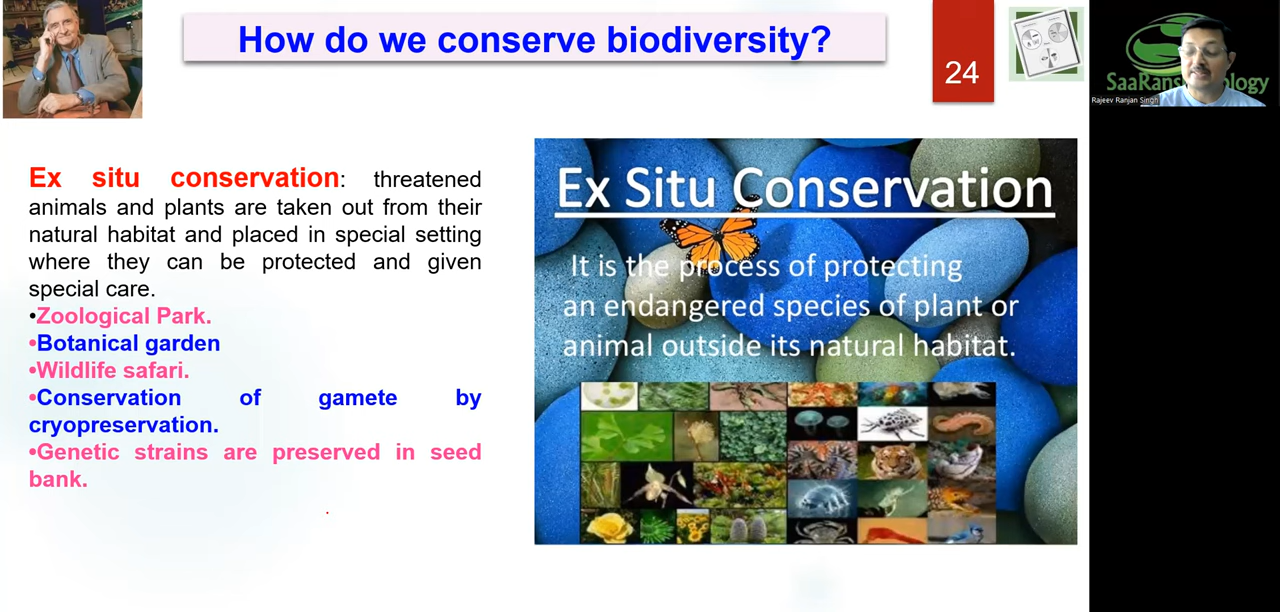 How do we conserve biodiversity?
24
Rajeev Ranjan Singh
Ex situ conservation: threatened
animals and plants are taken out from their
natural habitat and placed in special setting
where they can be protected and given
special care.
•Zoological Park.
•Botanical garden
•Wildlife safari.
•Conservation of gamete by
cryopreservation.
•Genetic strains are preserved in seed
bank.
Ex Situ Conservation
It is the process of protecting
an endangered species of plant or
animal outside its natural habitat.